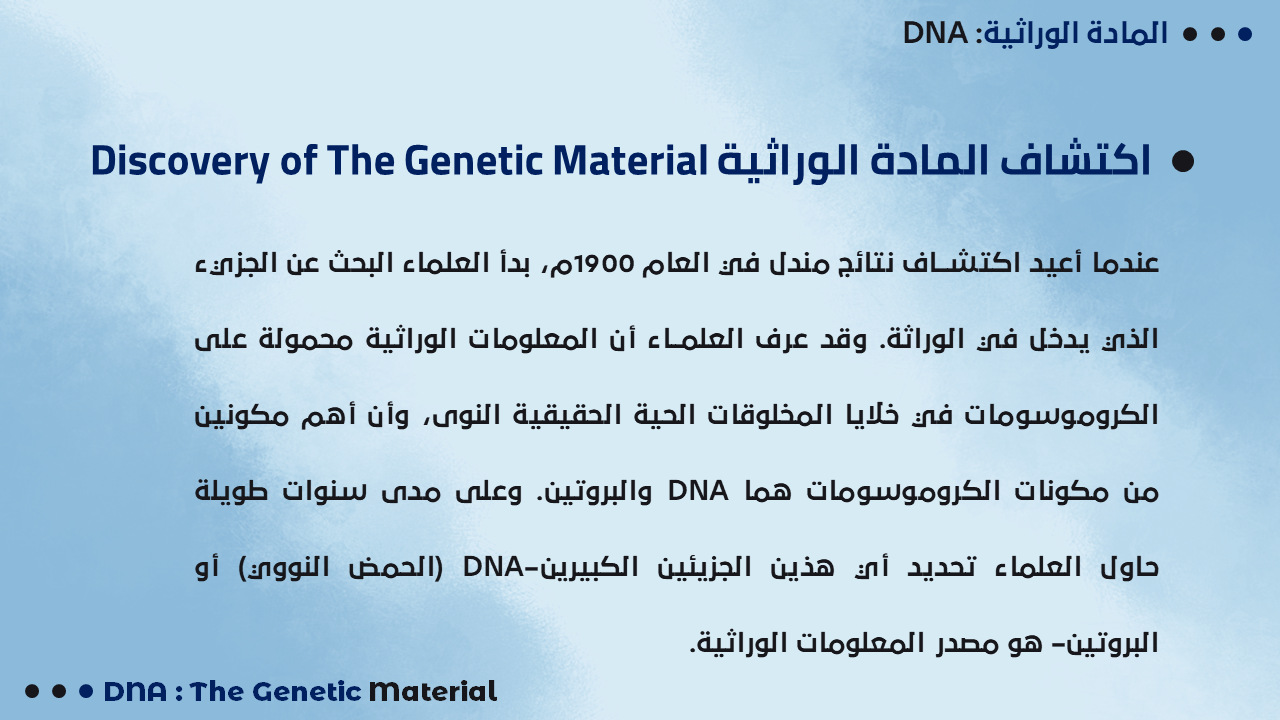 المادة الوراثية: DNA
اكتشاف المادة الوراثية Discovery of The Genetic Material
عندما أعيد اكتشــاف نتائج مندل في العام 1900م، بدأ العلماء البحث عن الجزيء
الذي يدخل في الوراثة. وقد عرف العلمـاء أن المعلومات الوراثية محمولة على
الكروموسومات في خلايا المخلوقات الحية الحقيقية النوى، وأن أهم مكونين
من مكونات الكروموسومات هما DNA والبروتين. وعلى مدى سنوات طويلة
حاول العلماء تحديد أي هذين الجزيئين الكبيرين-DNA (الحمض النووي) أو
البروتين- هو مصدر المعلومات الوراثية.
DNA : The Genetic Material